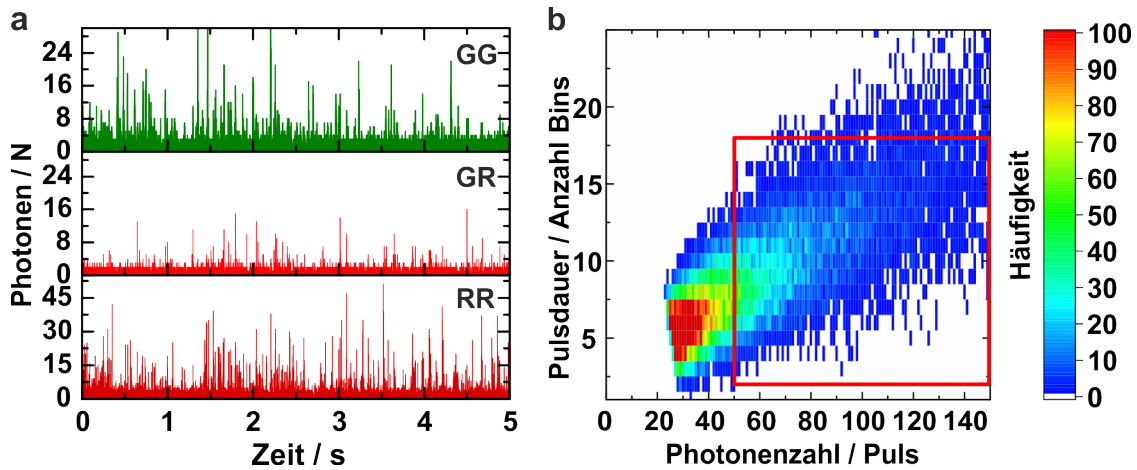 a
Photonen / N
24
16
8
0
GG
24
16
8
0
GR
45
30
15
0
RR
0 1 2 3 4 5
Zeit / s
b
Pulsdauer / Anzahl Bins
20
15
10
5
0 20 40 60 80 100 120 140
Photonenzahl / Puls
Häufigkeit
100
90
80
70
60
50
40
30
20
10
0